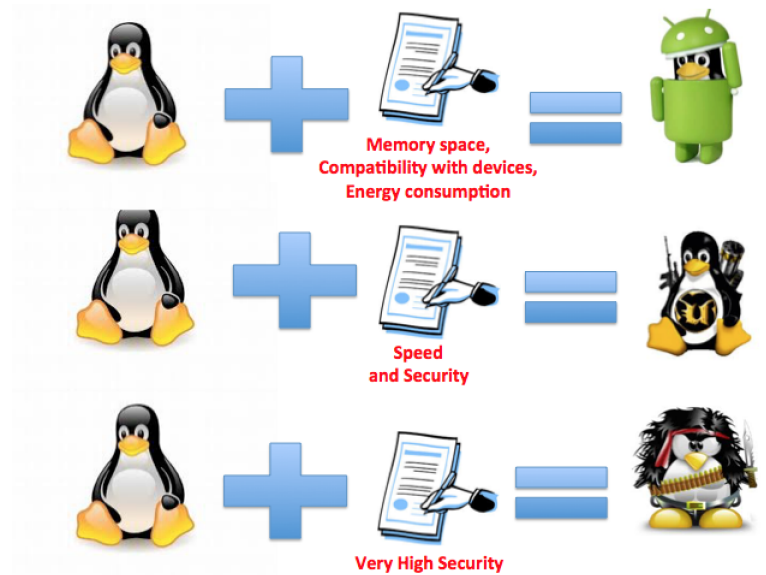 Memory space,
Compatibility with devices,
Energy consumption
Speed
and Security
Very High Security